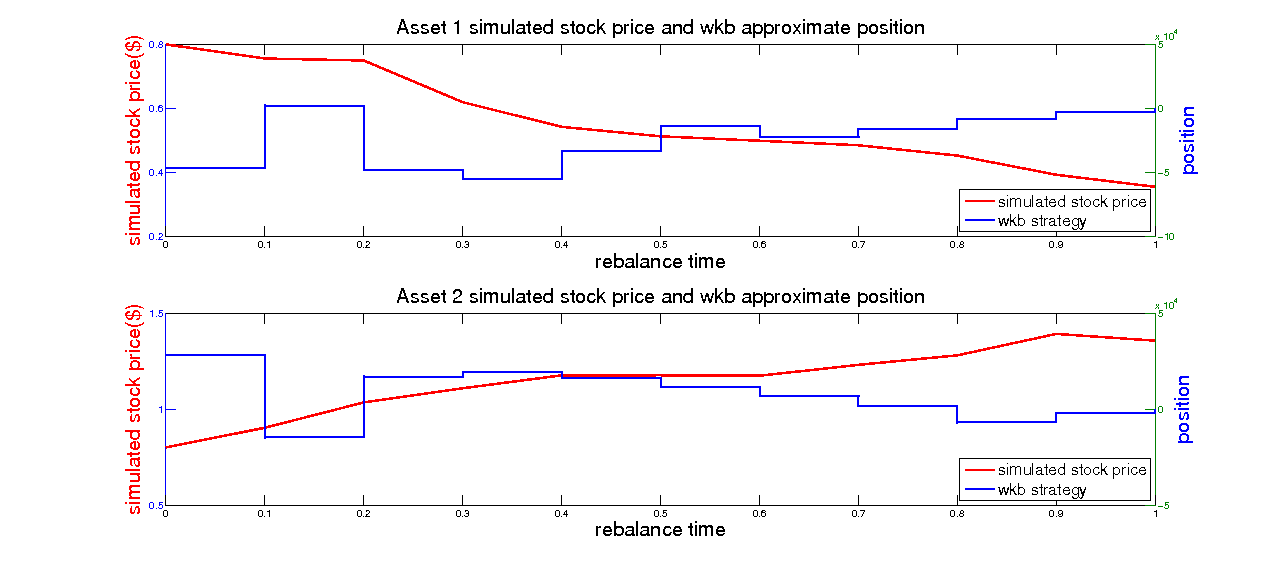 Asset 1 simulated stock price and wkb approximate position
x 10^4
simulated stock price($)
0.8
0.6
0.4
0.2
5
0
−5
−10
position
simulated stock price
wkb strategy
0 0.1 0.2 0.3 0.4 0.5 0.6 0.7 0.8 0.9 1
rebalance time
Asset 2 simulated stock price and wkb approximate position
x 10^4
simulated stock price($)
1.5
1
0.5
5
0
−5
position
simulated stock price
wkb strategy
0 0.1 0.2 0.3 0.4 0.5 0.6 0.7 0.8 0.9 1
rebalance time